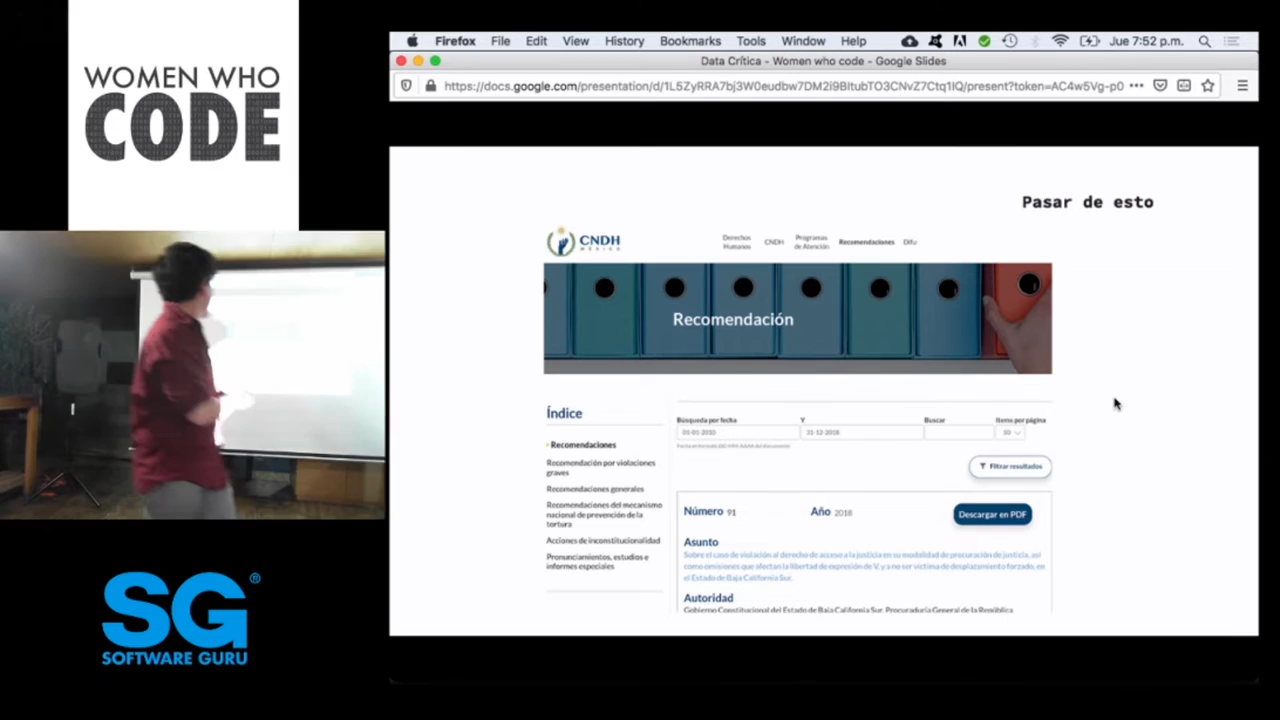 WOMEN WHO
CODE
Firefox File Edit View History Bookmarks Tools Window Help Jue 7:52 p.m.
Data Crítica - Women who code - Google Slides
https://docs.google.com/presentation/d/1L5ZyRRA7bj3W0eudbw7DM2i9BItubTO3CNvZ7Ctq1IQ/present?token=AC4w5Vg-p0
Pasar de esto
CNDH
MÉXICO
Derechos
Humanos
CNDH
Programas
de Atención
Recomendaciones
Difu
Recomendación
Índice
Recomendaciones
Recomendación por violaciones
graves
Recomendaciones generales
Recomendaciones del mecanismo
nacional de prevención de la
tortura
Acciones de inconstitucionalidad
Pronunciamientos, estudios e
informes especiales
Búsqueda por fecha Y Buscar Items por página
31-12-2018 10
Filtrar resultados
Número 91 Año 2018 Descargar en PDF
Asunto
Sobre el caso de violación al derecho de acceso a la justicia en su modalidad de procuración de justicia, así
como omisiones que afectan la libertad de expresión de V, y a no ser víctima de desplazamiento forzado, en
el Estado de Baja California Sur.
Autoridad
Gobierno Constitucional del Estado de Baja California Sur, Procuraduría General de la República
SG®
SOFTWARE GURU